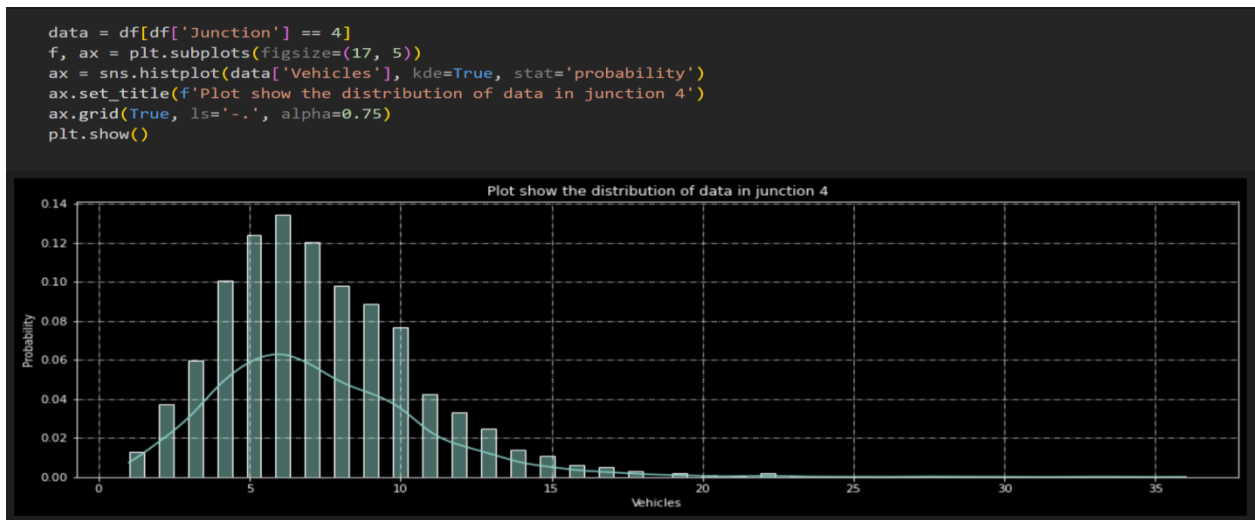 data = df[df['Junction'] == 4]
f, ax = plt.subplots(figsize=(17, 5))
ax = sns.histplot(data['Vehicles'], kde=True, stat='probability')
ax.set_title(f'Plot show the distribution of data in junction 4')
ax.grid(True, ls='-.', alpha=0.75)
plt.show()
Plot show the distribution of data in junction 4
0.14
0.12
0.10
0.08
0.06
0.04
0.02
0.00
Probability
0 5 10 15 20 25 30 35
Vehicles